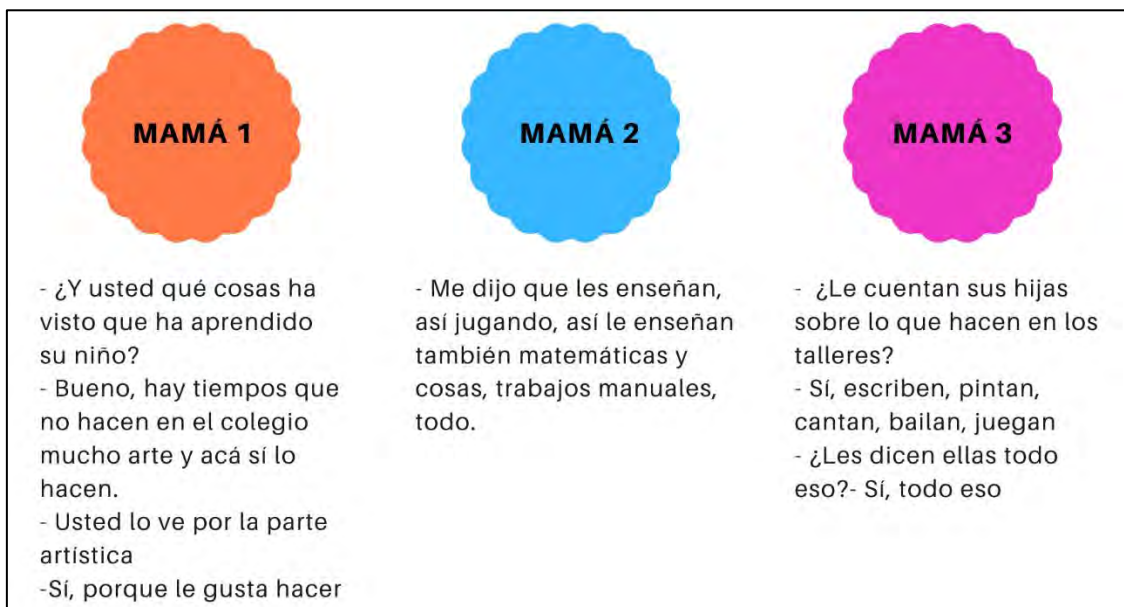 MAMÁ 1
- ¿Y usted qué cosas ha
visto que ha aprendido
su niño?
- Bueno, hay tiempos que
no hacen en el colegio
mucho arte y acá sí lo
hacen.
- Usted lo ve por la parte
artística
-Sí, porque le gusta hacer
MAMÁ 2
- Me dijo que les enseñan,
así jugando, así le enseñan
también matemáticas y
cosas, trabajos manuales,
todo.
MAMÁ 3
- ¿Le cuentan sus hijas
sobre lo que hacen en los
talleres?
- Sí, escriben, pintan,
cantan, bailan, juegan
- ¿Les dicen ellas todo
eso?- Sí, todo eso